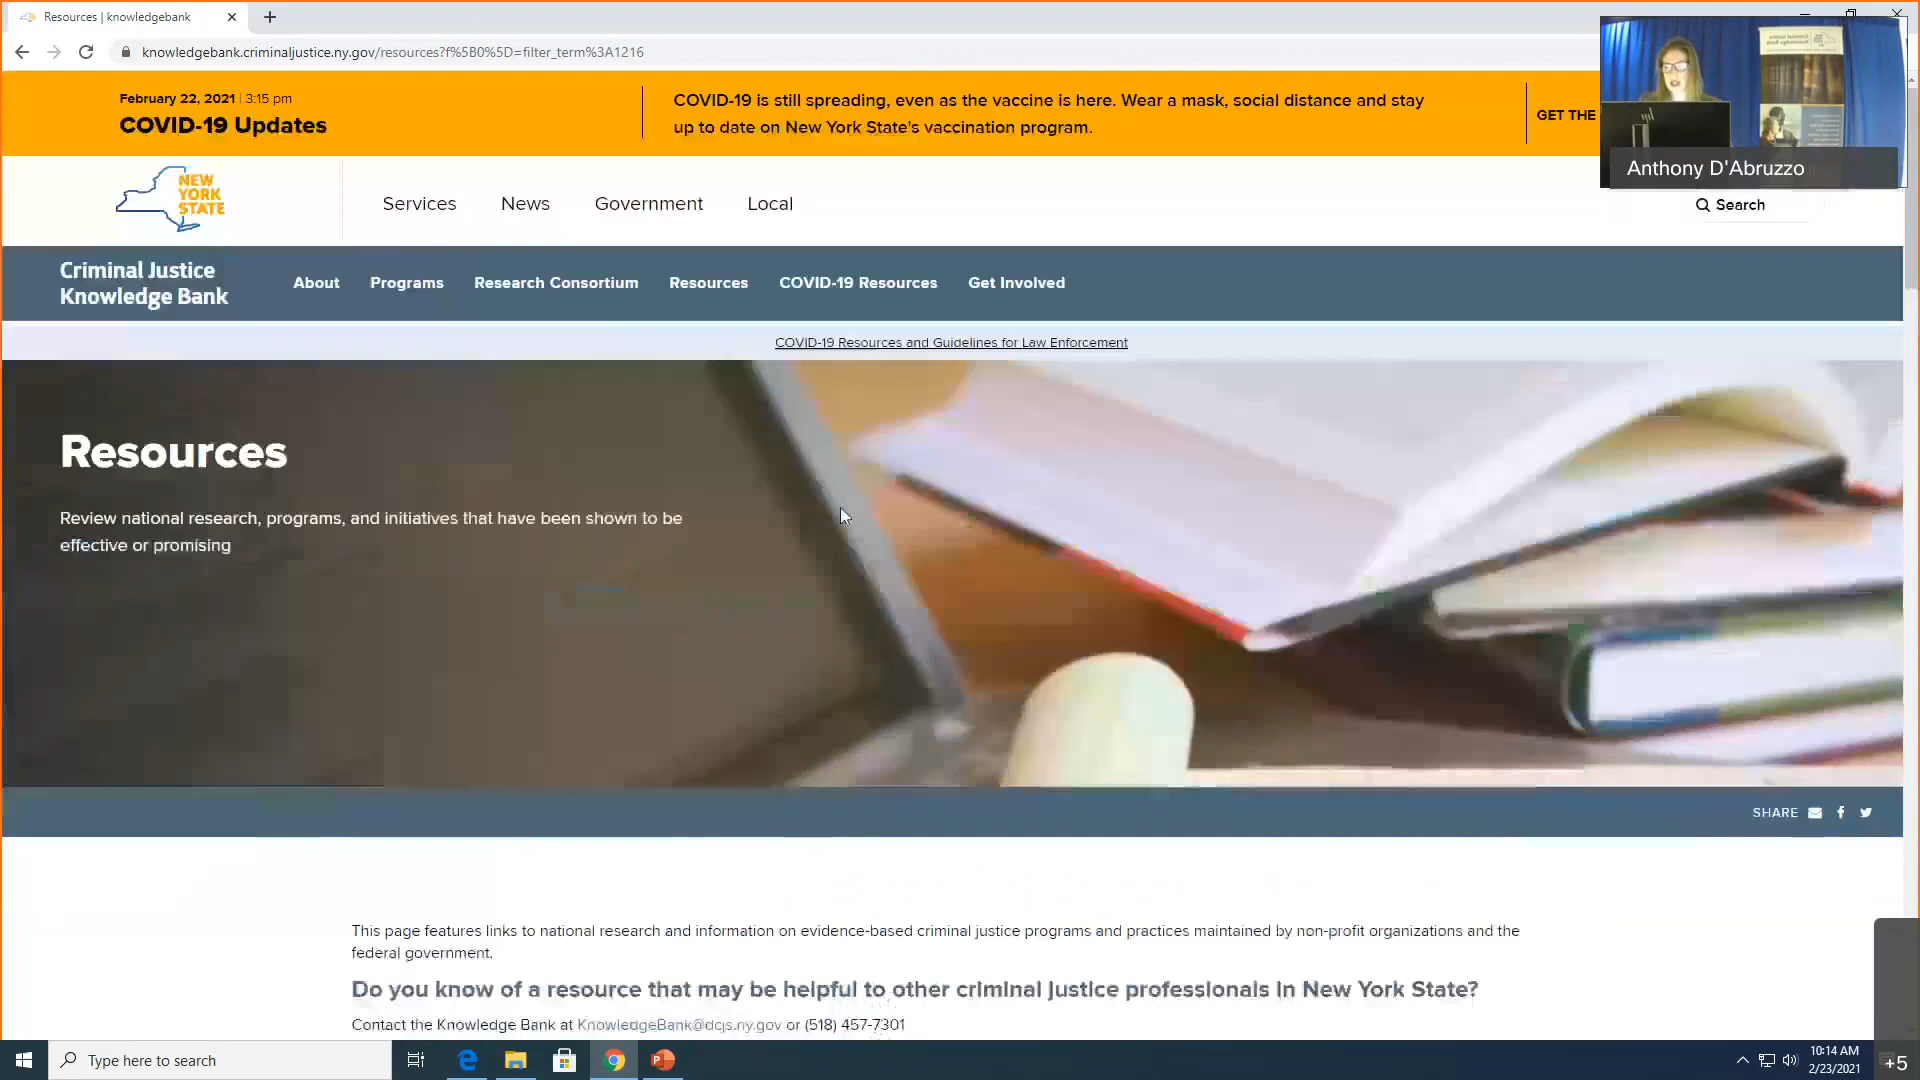 Resources | knowledgebank
knowledgebank.criminaljustice.ny.gov/resources?f%5B0%5D=filter_term%3A1216
February 22, 2021 | 3:15 pm
COVID-19 Updates
COVID-19 is still spreading, even as the vaccine is here. Wear a mask, social distance and stay
up to date on New York State's vaccination program.
GET THE
Anthony D'Abruzzo
NEW
YORK
STATE
Services
News
Government
Local
Search
Criminal Justice
Knowledge Bank
About
Programs
Research Consortium
Resources
COVID-19 Resources
Get Involved
COVID-19 Resources and Guidelines for Law Enforcement
Resources
Review national research, programs, and initiatives that have been shown to be
effective or promising
SHARE
This page features links to national research and information on evidence-based criminal justice programs and practices maintained by non-profit organizations and the
federal government.
Do you know of a resource that may be helpful to other criminal justice professionals in New York State?
Contact the Knowledge Bank at KnowledgeBank@dcjs.ny.gov or (518) 457-7301
Type here to search
10:14 AM
2/23/2021
+5